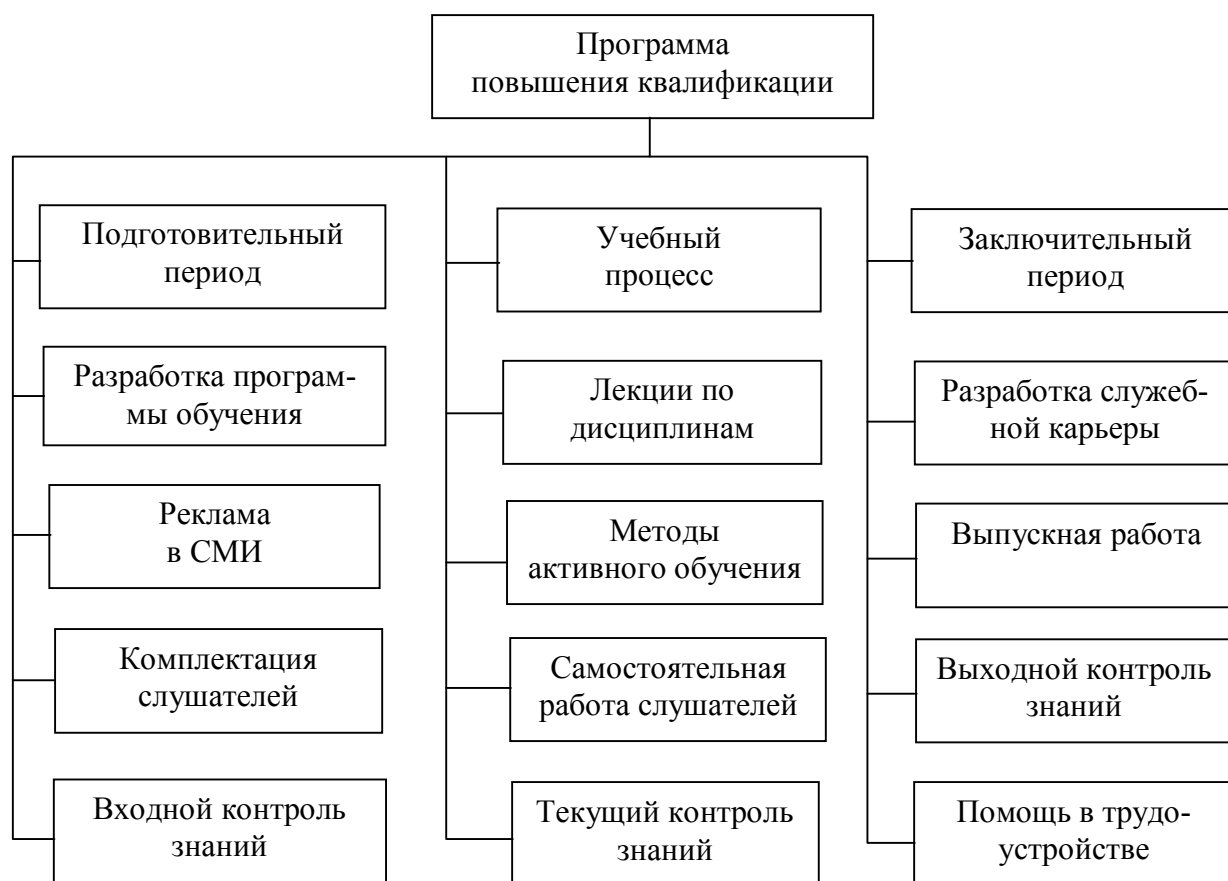 Программа
повышения квалификации
Подготовительный
период
Разработка програм-
мы обучения
Реклама
в СМИ
Комплектация
слушателей
Входной контроль
знаний
Учебный
процесс
Лекции по
дисциплинам
Методы
активного обучения
Самостоятельная
работа слушателей
Текущий контроль
знаний
Заключительный
период
Разработка служеб-
ной карьеры
Выпускная работа
Выходной контроль
знаний
Помощь в трудо-
устройстве